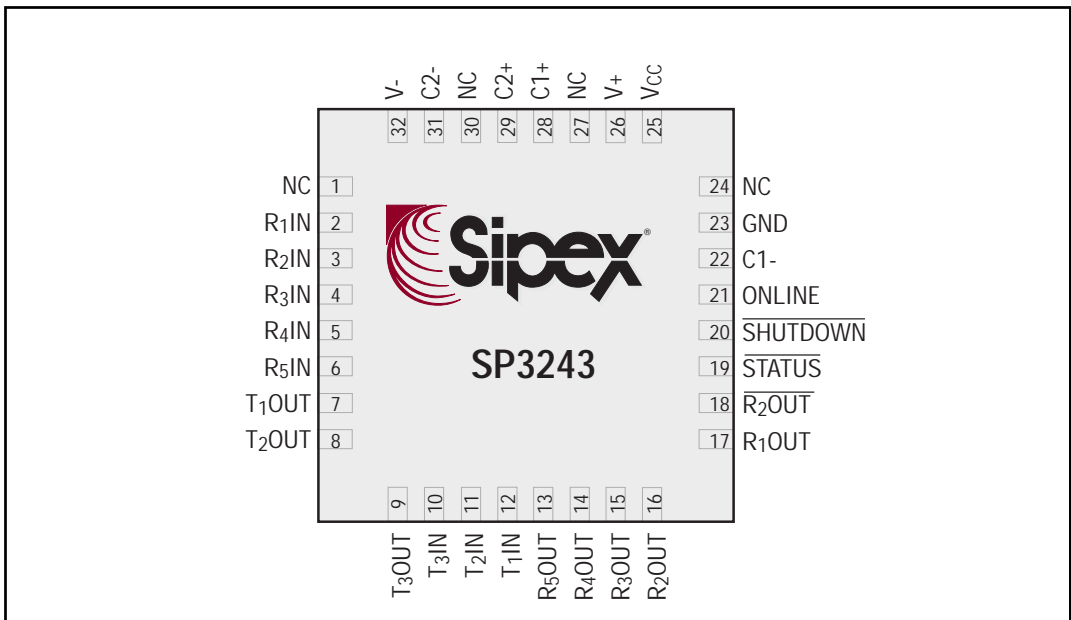 V- C2- NC C2+ C1+ NC V+ VCC
32 31 30 29 28 27 26 25
NC 1
R1IN 2
R2IN 3
R3IN 4
R4IN 5
R5IN 6
T1OUT 7
T2OUT 8
Sipex®
SP3243
24 NC
23 GND
22 C1-
21 ONLINE
20 SHUTDOWN
19 STATUS
18 R2OUT
17 R1OUT
9 10 11 12 13 14 15 16
T3OUT T3IN T2IN T1IN R5OUT R4OUT R3OUT R2OUT